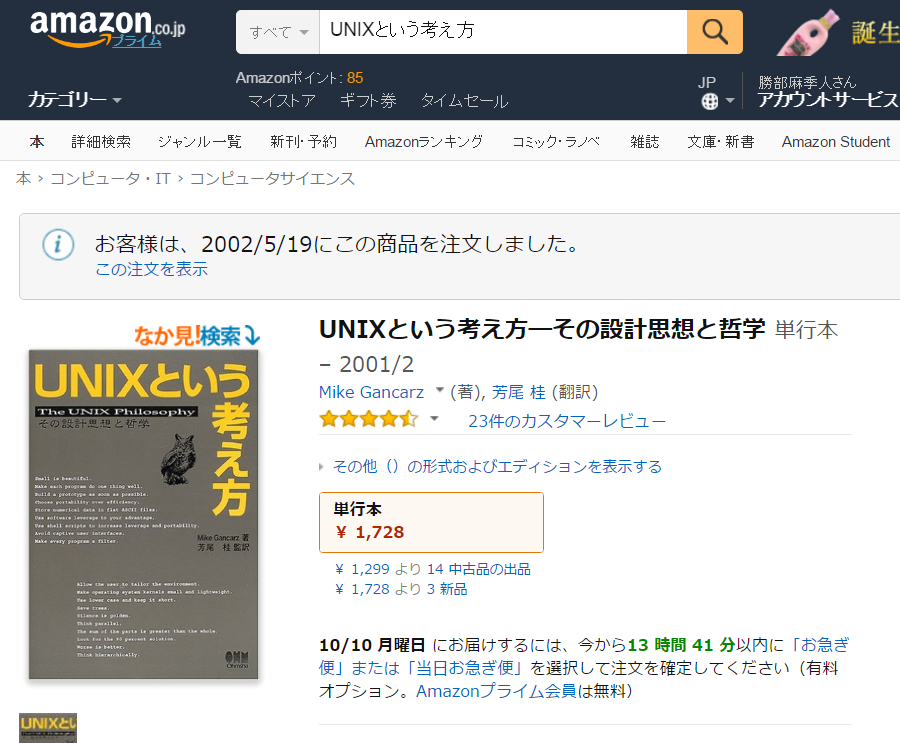 amazon.co.jp
プライム
すべて
UNIXという考え方
誕生
Amazonポイント: 85
カテゴリー
マイストア ギフト券 タイムセール
JP
勝部麻季人さん
アカウントサービス
本 詳細検索 ジャンル一覧 新刊・予約 Amazonランキング コミック・ラノベ 雑誌 文庫・新書 Amazon Student
本 › コンピュータ・IT › コンピュータサイエンス
お客様は、2002/5/19にこの商品を注文しました。
この注文を表示
なか見!検索
UNIXという
考え方
The UNIX Philosophy
その設計思想と哲学
Small is beautiful.
Make each program do one thing well.
Build a prototype as soon as possible.
Choose portability over efficiency.
Store numerical data in flat ASCII files.
Use software leverage to your advantage.
Use shell scripts to increase leverage and portability.
Avoid captive user interfaces.
Make every program a filter.
Mike Gancarz 著
芳尾 桂 監訳
Allow the user to tailor the environment.
Make operating system kernels small and lightweight.
Use lower case and keep it short.
Save trees.
Silence is golden.
Think parallel.
The sum of the parts is greater than the whole.
Look for the 90 percent solution.
Worse is better.
Think hierarchically.
Ohmsha
UNIXという考え方―その設計思想と哲学 単行本
– 2001/2
Mike Gancarz (著), 芳尾 桂 (翻訳)
23件のカスタマーレビュー
その他（）の形式およびエディションを表示する
単行本
￥ 1,728
￥ 1,299 より 14 中古品の出品
￥ 1,728 より 3 新品
10/10 月曜日 にお届けするには、今から13 時間 41 分以内に「お急ぎ
便」または「当日お急ぎ便」を選択して注文を確定してください（有料
オプション。Amazonプライム会員は無料）
UNIXとい